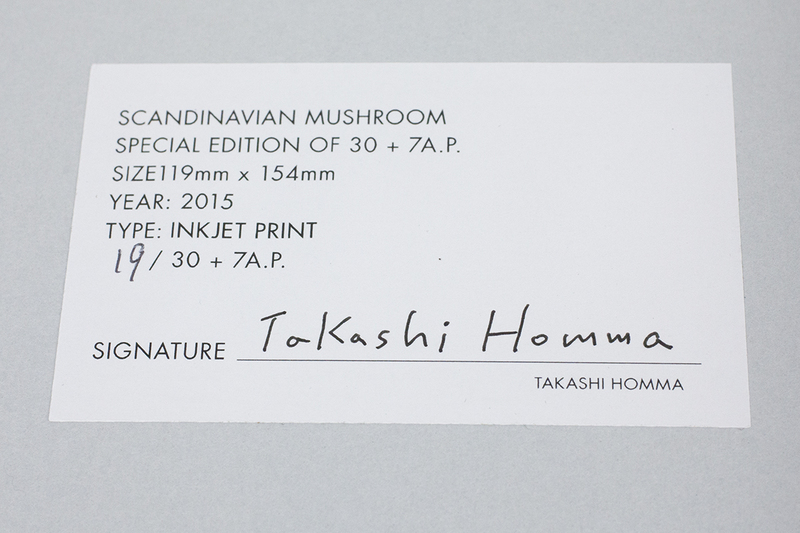 SCANDINAVIAN MUSHROOM
SPECIAL EDITION OF 30 + 7A.P.
SIZE119mm x 154mm
YEAR: 2015
TYPE: INKJET PRINT
19/ 30 + 7A.P.
SIGNATURE Takashi Homma
TAKASHI HOMMA